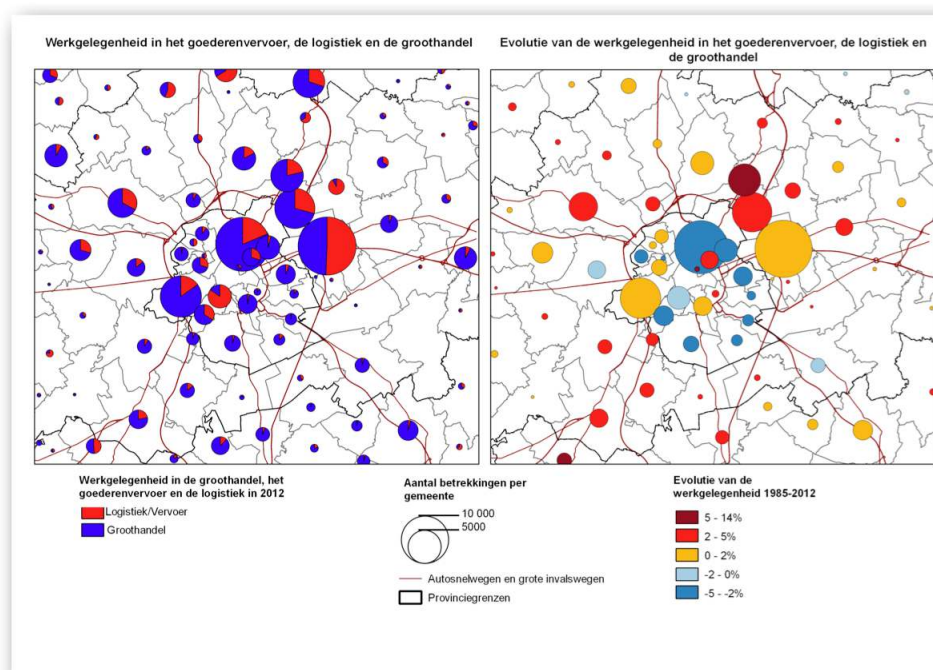 Werkgelegenheid in het goederenvervoer, de logistiek en de groothandel
Evolutie van de werkgelegenheid in het goederenvervoer, de logistiek en
de groothandel
Werkgelegenheid in de groothandel, het
goederenvervoer en de logistiek in 2012
Logistiek/Vervoer
Groothandel
Aantal betrekkingen per
gemeente
10 000
5000
Autosnelwegen en grote invalswegen
Provinciegrenzen
Evolutie van de
werkgelegenheid 1985-2012
5 - 14%
2 - 5%
0 - 2%
-2 - 0%
-5 - -2%